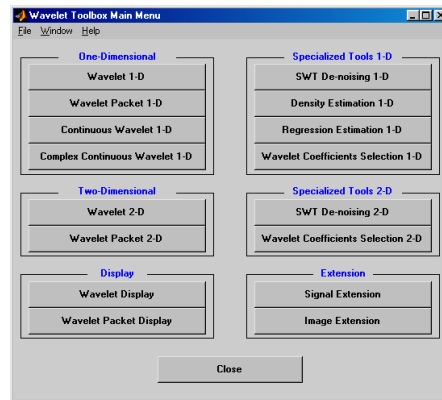 Wavelet Toolbox Main Menu
File Window Help
One-Dimensional
Wavelet 1-D
Wavelet Packet 1-D
Continuous Wavelet 1-D
Complex Continuous Wavelet 1-D
Specialized Tools 1-D
SWT De-noising 1-D
Density Estimation 1-D
Regression Estimation 1-D
Wavelet Coefficients Selection 1-D
Two-Dimensional
Wavelet 2-D
Wavelet Packet 2-D
Specialized Tools 2-D
SWT De-noising 2-D
Wavelet Coefficients Selection 2-D
Display
Wavelet Display
Wavelet Packet Display
Extension
Signal Extension
Image Extension
Close